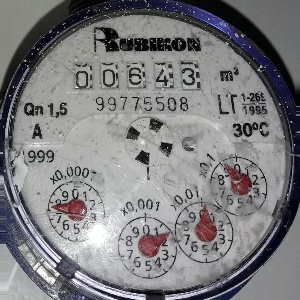 RUBIKON
00643 m³
99775508
Qn 1,5
LT 1-266
1995
A
30°C
999
x0,0001
x0,001
x0,01
x0,1